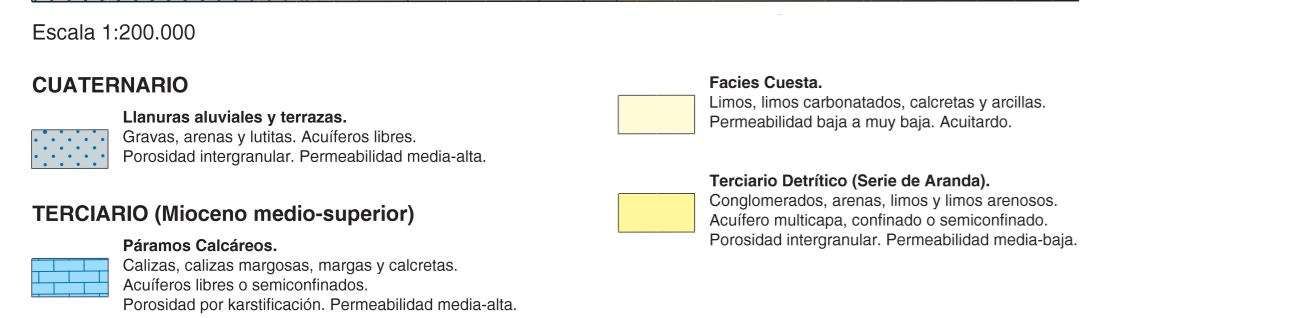 Escala 1:200.000
CUATERNARIO
Llanuras aluviales y terrazas.
Gravas, arenas y lutitas. Acuíferos libres.
Porosidad intergranular. Permeabilidad media-alta.
TERCIARIO (Mioceno medio-superior)
Páramos Calcáreos.
Calizas, calizas margosas, margas y calcretas.
Acuíferos libres o semiconfinados.
Porosidad por karstificación. Permeabilidad media-alta.
Facies Cuesta.
Limos, limos carbonatados, calcretas y arcillas.
Permeabilidad baja a muy baja. Acuitardo.
Terciario Detrítico (Serie de Aranda).
Conglomerados, arenas, limos y limos arenosos.
Acuífero multicapa, confinado o semiconfinado.
Porosidad intergranular. Permeabilidad media-baja.